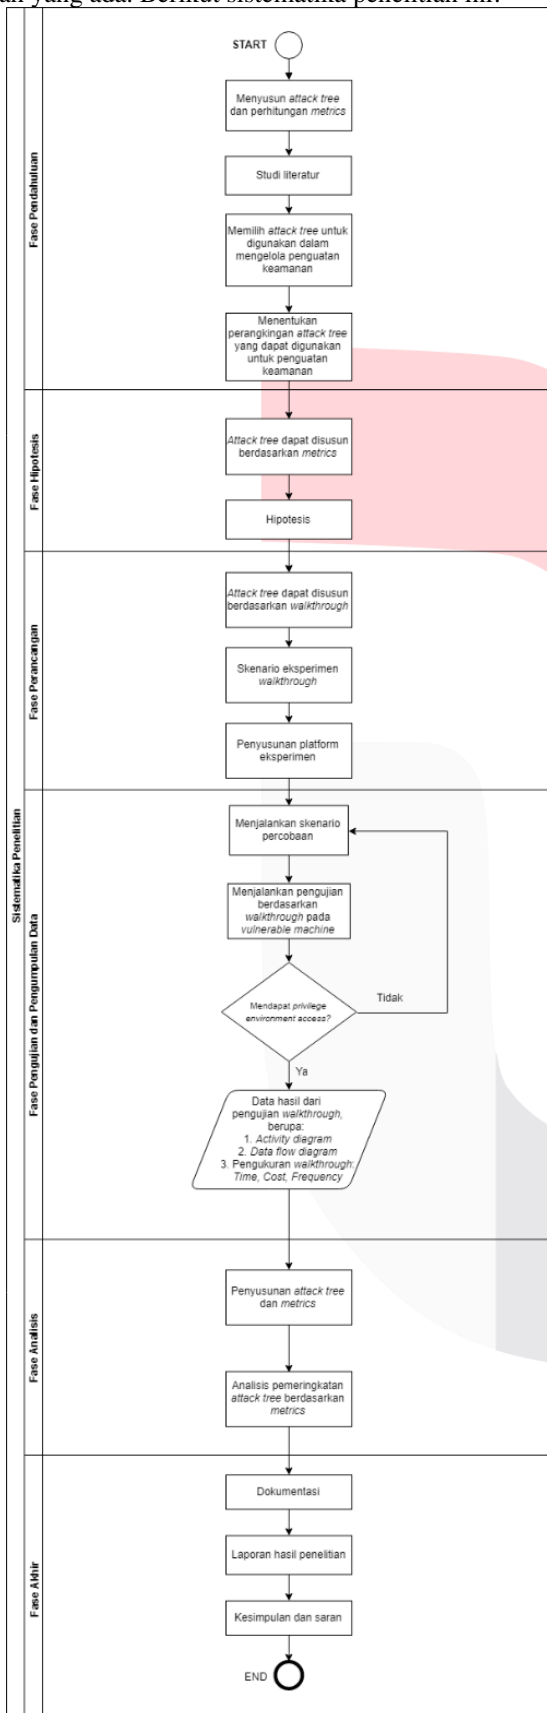 yang ada. Berikut sistematika penelitian ini:
Sistematika Penelitian
Fase Pendahuluan
START
Menyusun attack tree
dan perhitungan metrics
Studi literatur
Memilih attack tree untuk
digunakan dalam
mengelola penguatan
keamanan
Menentukan
perangkingan attack tree
yang dapat digunakan
untuk penguatan
keamanan
Fase Hipotesis
Attack tree dapat disusun
berdasarkan metrics
Hipotesis
Fase Perancangan
Attack tree dapat disusun
berdasarkan walkthrough
Skenario eksperimen
walkthrough
Penyusunan platform
eksperimen
Fase Pengujian dan Pengumpulan Data
Menjalankan skenario
percobaan
Menjalankan pengujian
berdasarkan
walkthrough pada
vulnerable machine
Mendapat privilege
environment access?
Tidak
Ya
Data hasil dari
pengujian walkthrough,
berupa:
1. Activity diagram
2. Data flow diagram
3. Pengukuran walkthrough:
Time, Cost, Frequency
Fase Analisis
Penyusunan attack tree
dan metrics
Analisis pemeringkatan
attack tree berdasarkan
metrics
Fase Akhir
Dokumentasi
Laporan hasil penelitian
Kesimpulan dan saran
END